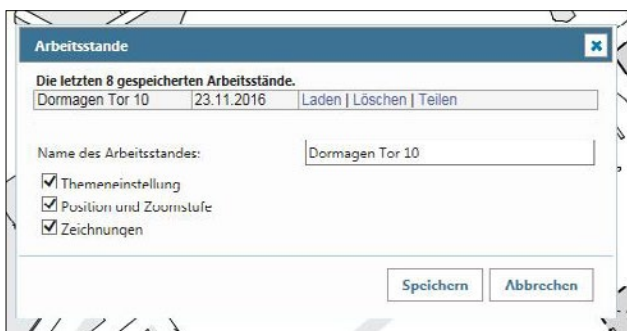 Arbeitsstande
Die letzten 8 gespeicherten Arbeitsstände.
Dormagen Tor 10 23.11.2016 Laden | Löschen | Teilen
Name des Arbeitsstandes: Dormagen Tor 10
Themeneinstellung
Position und Zoomstufe
Zeichnungen
Speichern Abbrechen